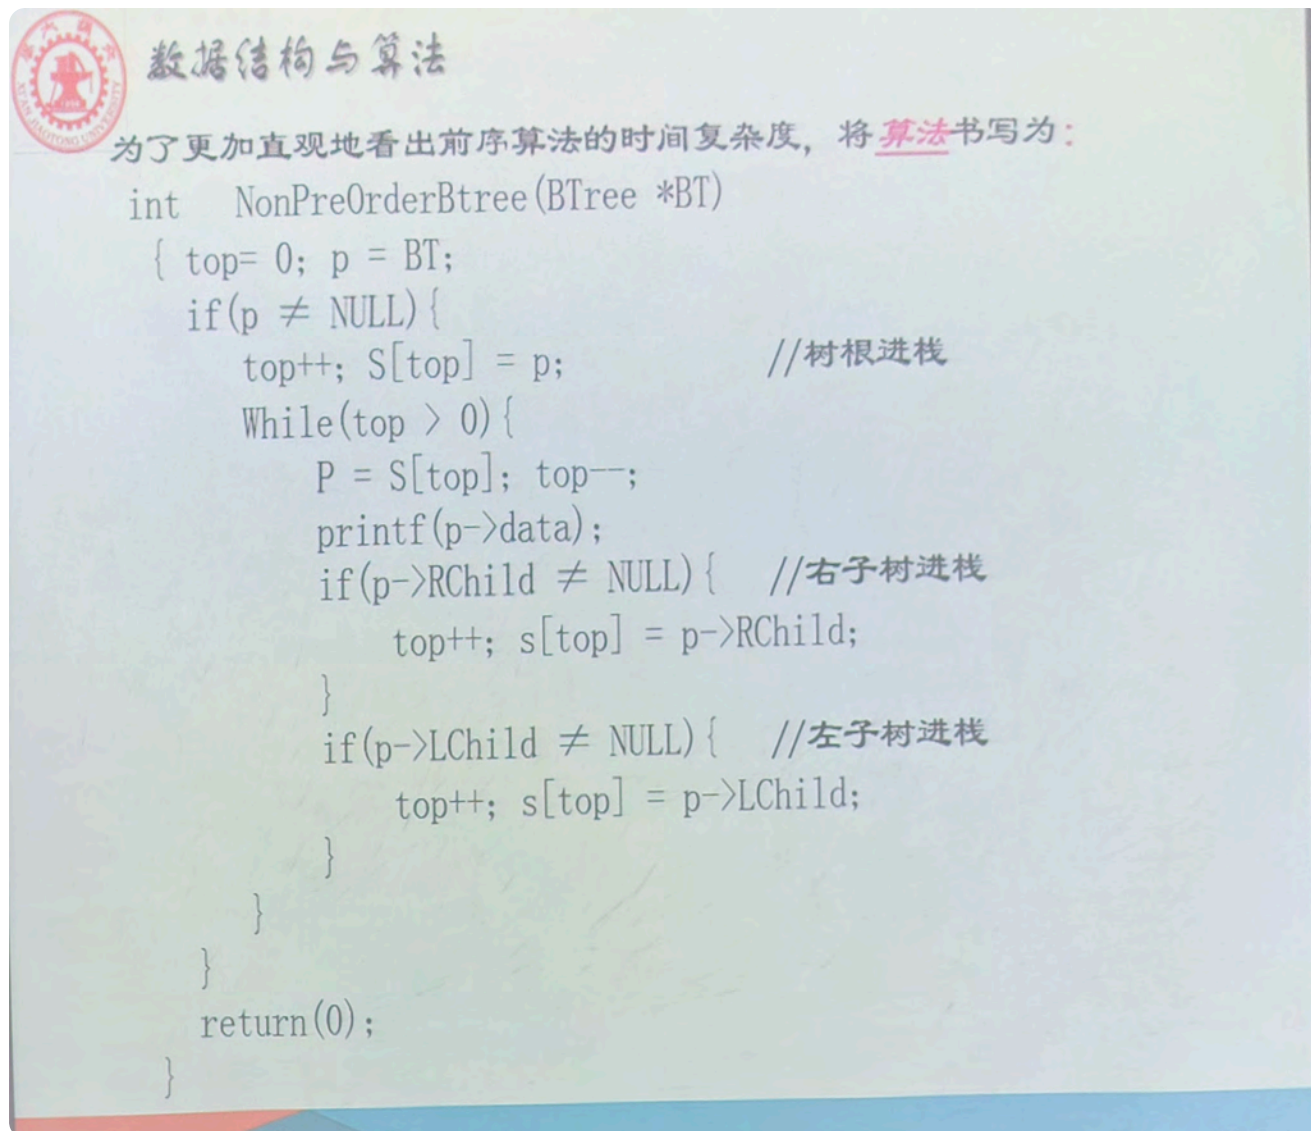 数据结构与算法
XI'AN JIAOTONG UNIVERSITY
为了更加直观地看出前序算法的时间复杂度，将算法书写为：
int NonPreOrderBtree(BTree *BT)
{ top= 0; p = BT;
if(p ≠ NULL){
top++; S[top] = p; //树根进栈
While(top > 0){
P = S[top]; top--;
printf(p->data);
if(p->RChild ≠ NULL){ //右子树进栈
top++; s[top] = p->RChild;
}
if(p->LChild ≠ NULL){ //左子树进栈
top++; s[top] = p->LChild;
}
}
}
return(0);
}